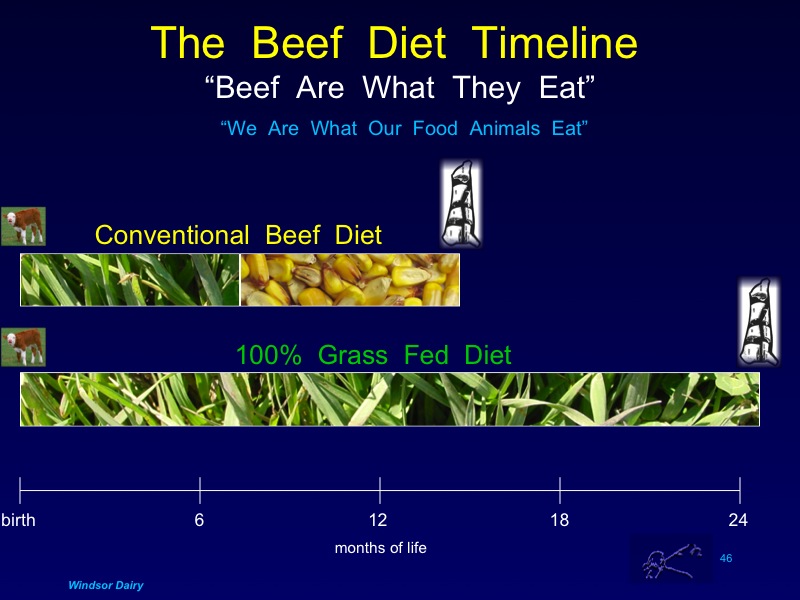 The Beef Diet Timeline
“Beef Are What They Eat”
“We Are What Our Food Animals Eat”
Conventional Beef Diet
100% Grass Fed Diet
birth 6 12 18 24
months of life
46
Windsor Dairy